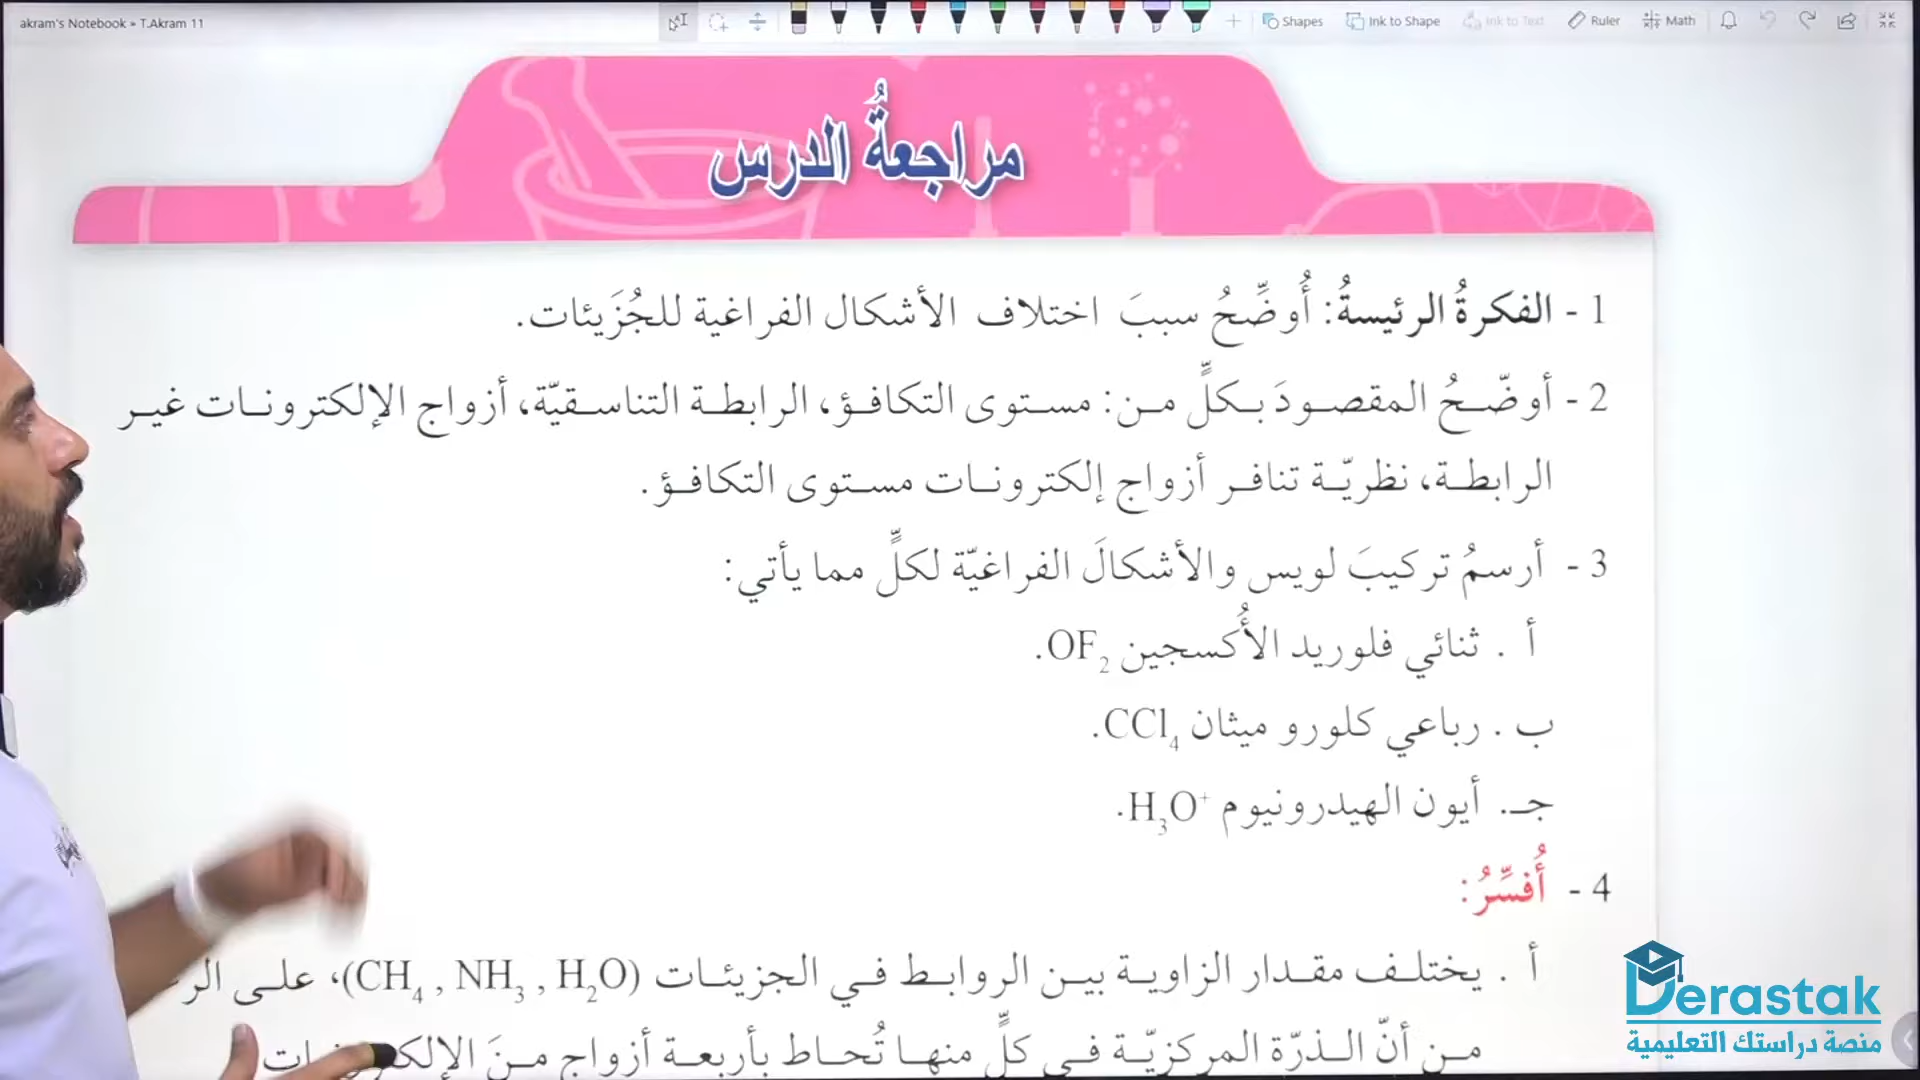 akram's Notebook » T.Akram 11
Shapes Ink to Shape Ink to Text Ruler Math
مراجعةُ الدرس
1 - الفكرةُ الرئيسةُ: أُوضِّحُ سببَ اختلاف الأشكال الفراغية للجُزَيئات.
2 - أوضّحُ المقصودَ بكلٍّ من: مستوى التكافؤ، الرابطة التناسقيّة، أزواج الإلكترونات غير
الرابطة، نظريّة تنافر أزواج إلكترونات مستوى التكافؤ.
3 - أرسمُ تركيبَ لويس والأشكالَ الفراغيّة لكلٍّ مما يأتي:
أ . ثنائي فلوريد الأُكسجين OF₂.
ب . رباعي كلورو ميثان CCl₄.
جـ. أيون الهيدرونيوم H₃O⁺.
4 - أُفسِّرُ:
أ . يختلف مقدار الزاوية بين الروابط في الجزيئات (CH₄ , NH₃ , H₂O)، على
من أنّ الذرّة المركزيّة في كلٍّ منها تُحاط بأربعة أزواج منَ الإلكترونات
Derastak
منصة دراستك التعليمية